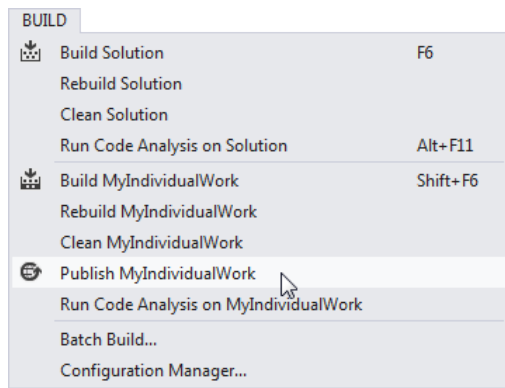 BUILD
Build Solution F6
Rebuild Solution
Clean Solution
Run Code Analysis on Solution Alt+F11
Build MyIndividualWork Shift+F6
Rebuild MyIndividualWork
Clean MyIndividualWork
Publish MyIndividualWork
Run Code Analysis on MyIndividualWork
Batch Build...
Configuration Manager...